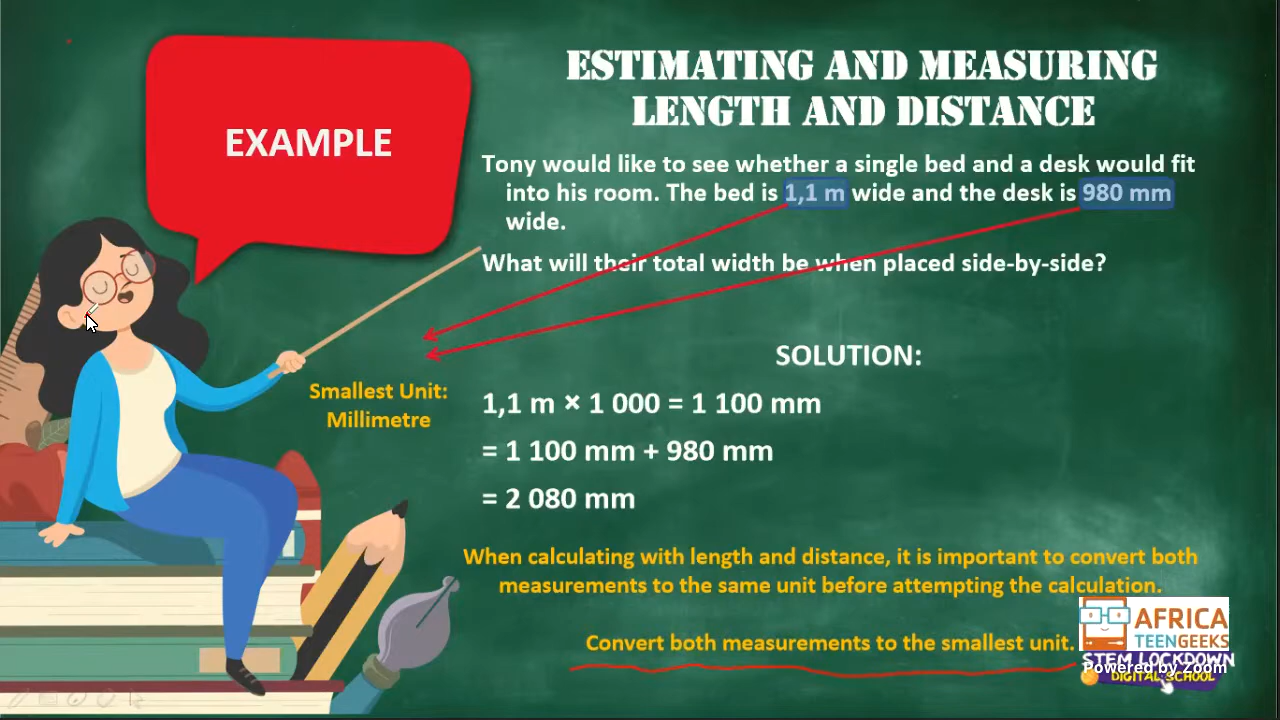 EXAMPLE
ESTIMATING AND MEASURING
LENGTH AND DISTANCE
Tony would like to see whether a single bed and a desk would fit
into his room. The bed is 1,1 m wide and the desk is 980 mm
wide.
What will their total width be when placed side-by-side?
SOLUTION:
Smallest Unit:
Millimetre
1,1 m × 1 000 = 1 100 mm
= 1 100 mm + 980 mm
= 2 080 mm
When calculating with length and distance, it is important to convert both
measurements to the same unit before attempting the calculation.
Convert both measurements to the smallest unit.
AFRICA
TEENGEEKS
STEM LOCKDOWN
Powered by Zoom
DIGITAL SCHOOL